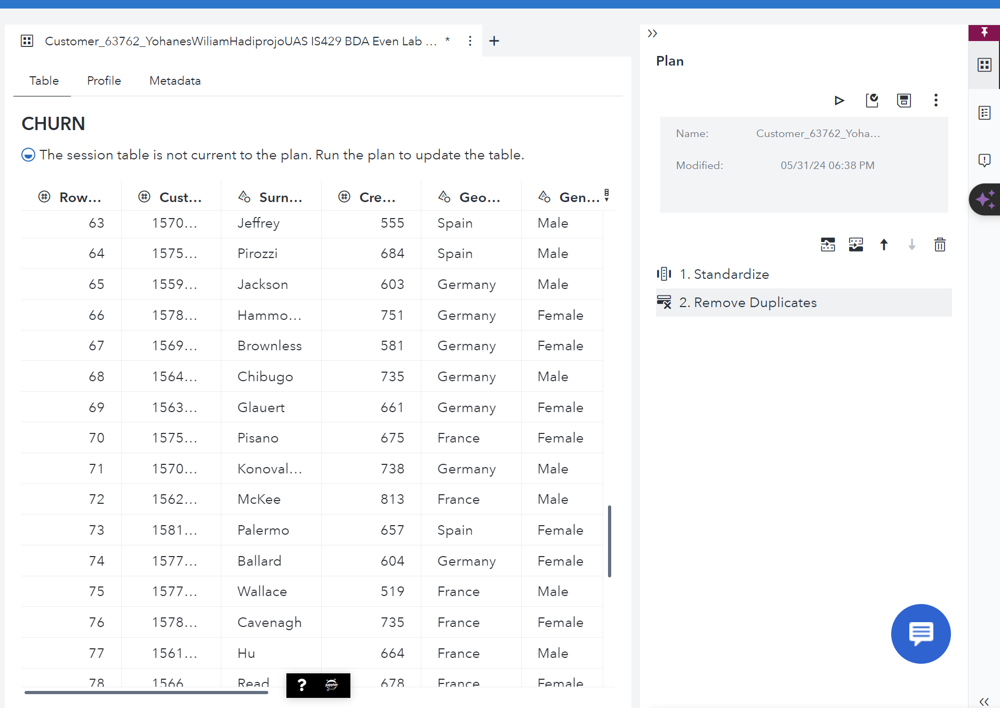 Customer_63762_YohanesWiliamHadiprojoUAS IS429 BDA Even Lab ... *
Table Profile Metadata
CHURN
The session table is not current to the plan. Run the plan to update the table.
Row... Cust... Surn... Cre... Geo... Gen...
63 1570... Jeffrey 555 Spain Male
64 1575... Pirozzi 684 Spain Male
65 1559... Jackson 603 Germany Male
66 1578... Hammo... 751 Germany Female
67 1569... Brownless 581 Germany Female
68 1564... Chibugo 735 Germany Male
69 1563... Glauert 661 Germany Female
70 1575... Pisano 675 France Female
71 1570... Konoval... 738 Germany Male
72 1562... McKee 813 France Male
73 1581... Palermo 657 Spain Female
74 1577... Ballard 604 Germany Female
75 1577... Wallace 519 France Male
76 1578... Cavenagh 735 France Female
77 1561... Hu 664 France Male
78 1566 Read 678 France Female
? jupyter
Plan
Name: Customer_63762_Yoha...
Modified: 05/31/24 06:38 PM
1. Standardize
2. Remove Duplicates